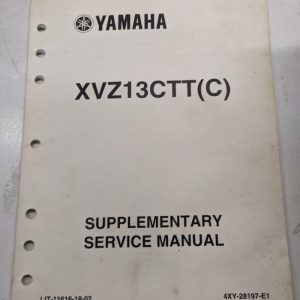 YAMAHA
XVZ13CTT(C)
SUPPLEMENTARY
SERVICE MANUAL
LIT-11616-18-02
4XY-28197-E1